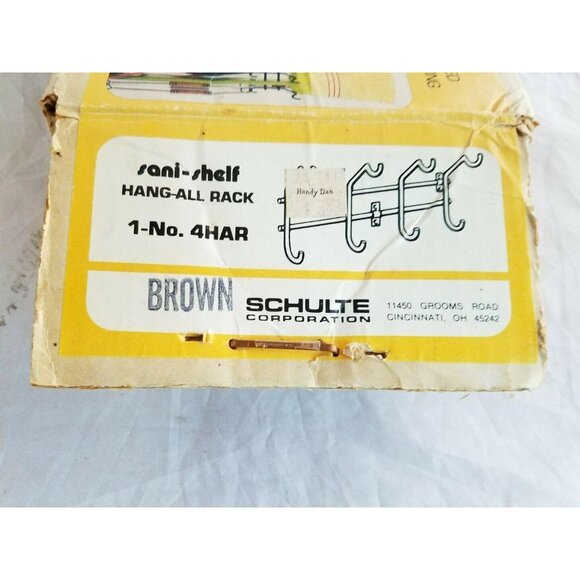 sani-shelf
HANG-ALL RACK
1-No. 4HAR
Handy Dan
BROWN
SCHULTE
CORPORATION
11450 GROOMS ROAD
CINCINNATI, OH 45242